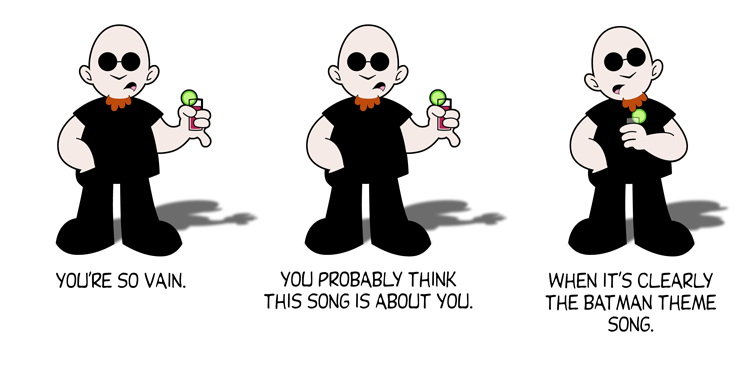 YOU'RE SO VAIN.
YOU PROBABLY THINK
THIS SONG IS ABOUT YOU.
WHEN IT'S CLEARLY
THE BATMAN THEME
SONG.